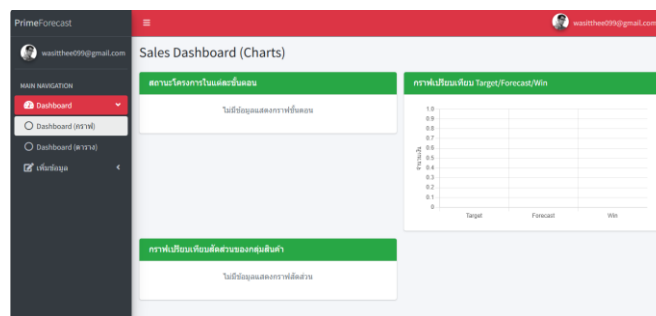 PrimeForecast
wasitthee099@gmail.com
wasitthee099@gmail.com
MAIN NAVIGATION
Dashboard
Dashboard (กราฟ)
Dashboard (ตาราง)
เพิ่มข้อมูล
Sales Dashboard (Charts)
สถานะโครงการในแต่ละขั้นตอน
ไม่มีข้อมูลแสดงกราฟขั้นตอน
กราฟเปรียบเทียบ Target/Forecast/Win
จำนวนเงิน
1.0
0.9
0.8
0.7
0.6
0.5
0.4
0.3
0.2
0.1
0
Target Forecast Win
กราฟเปรียบเทียบสัดส่วนของกลุ่มสินค้า
ไม่มีข้อมูลแสดงกราฟสัดส่วน